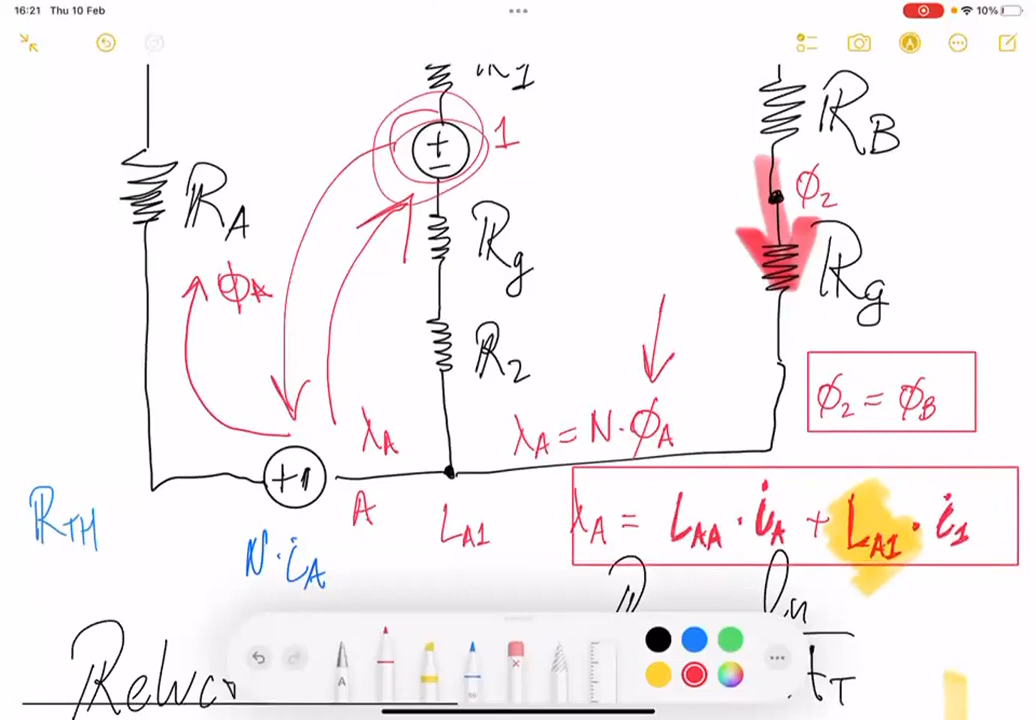 16:21 Thu 10 Feb
10%
R1
RB
+
-
1
ϕ2
RA
Rg
Rg
ϕA
R2
ϕ2 = ϕB
λA
λA = N·ϕA
A
LA1
λA = LAA · iA + LA1 · i1
RTH
N·iA
A